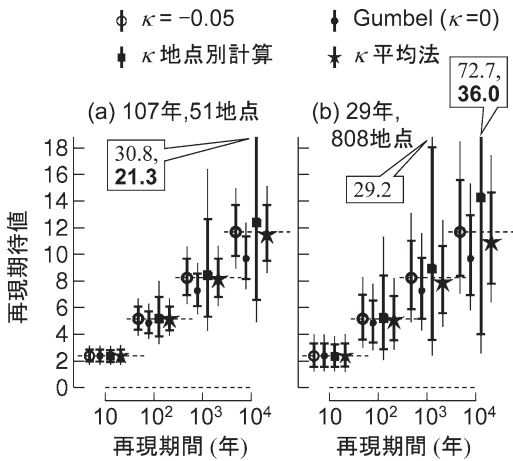 κ = −0.05
Gumbel (κ=0)
κ 地点別計算
κ 平均法
72.7,
36.0
(a) 107年,51地点
(b) 29年,
808地点
30.8,
21.3
29.2
再現期待値
18
16
14
12
10
8
6
4
2
0
10 10² 10³ 10⁴
10 10² 10³ 10⁴
再現期間 (年)
再現期間 (年)